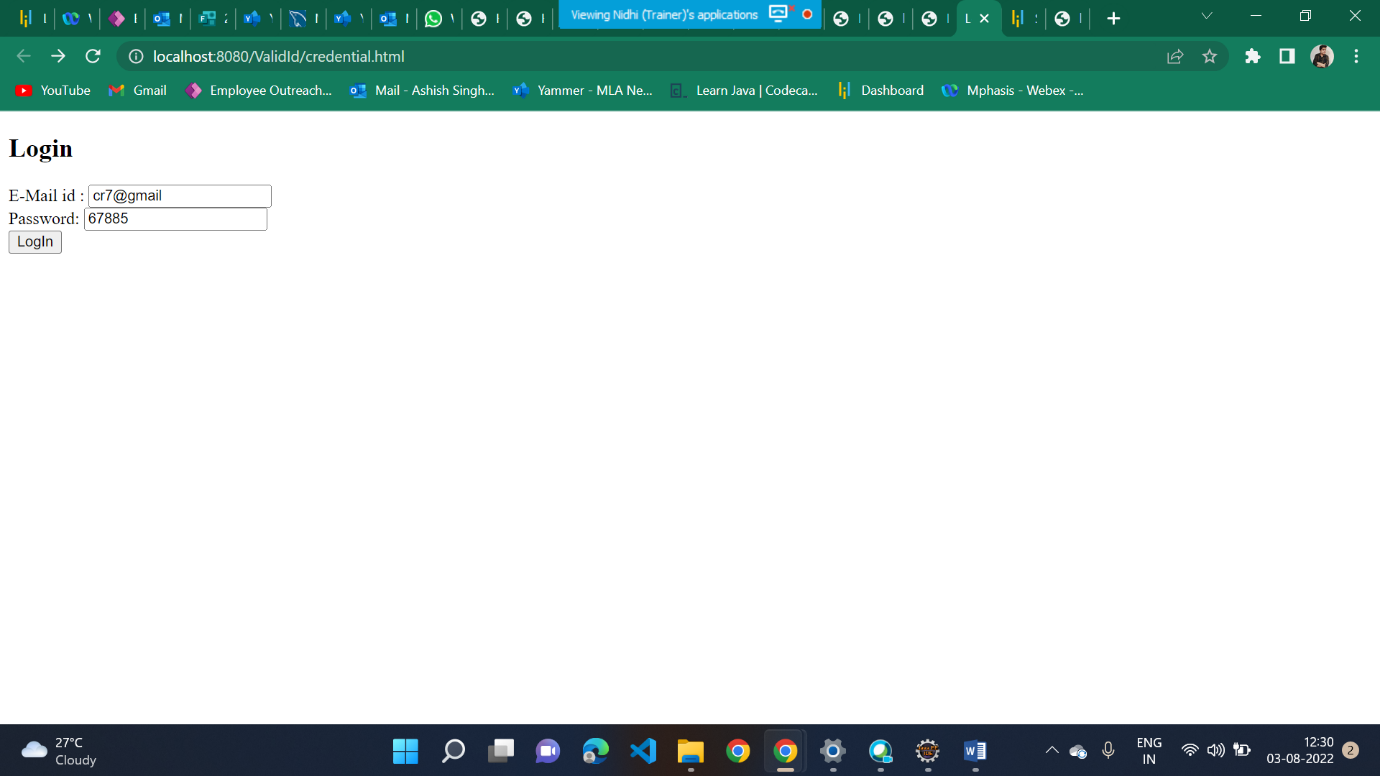 Viewing Nidhi (Trainer)'s applications
L
localhost:8080/ValidId/credential.html
YouTube Gmail Employee Outreach... Mail - Ashish Singh... Yammer - MLA Ne... Learn Java | Codeca... Dashboard Mphasis - Webex -...
Login
E-Mail id : cr7@gmail
Password: 67885
LogIn
27°C
Cloudy
ENG
IN
12:30
03-08-2022
2